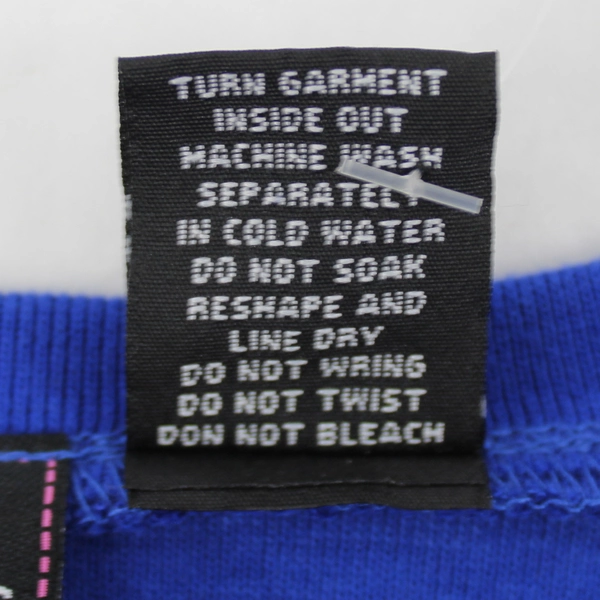 TURN GARMENT
INSIDE OUT
MACHINE WASH
SEPARATELY
IN COLD WATER
DO NOT SOAK
RESHAPE AND
LINE DRY
DO NOT WRING
DO NOT TWIST
DON NOT BLEACH